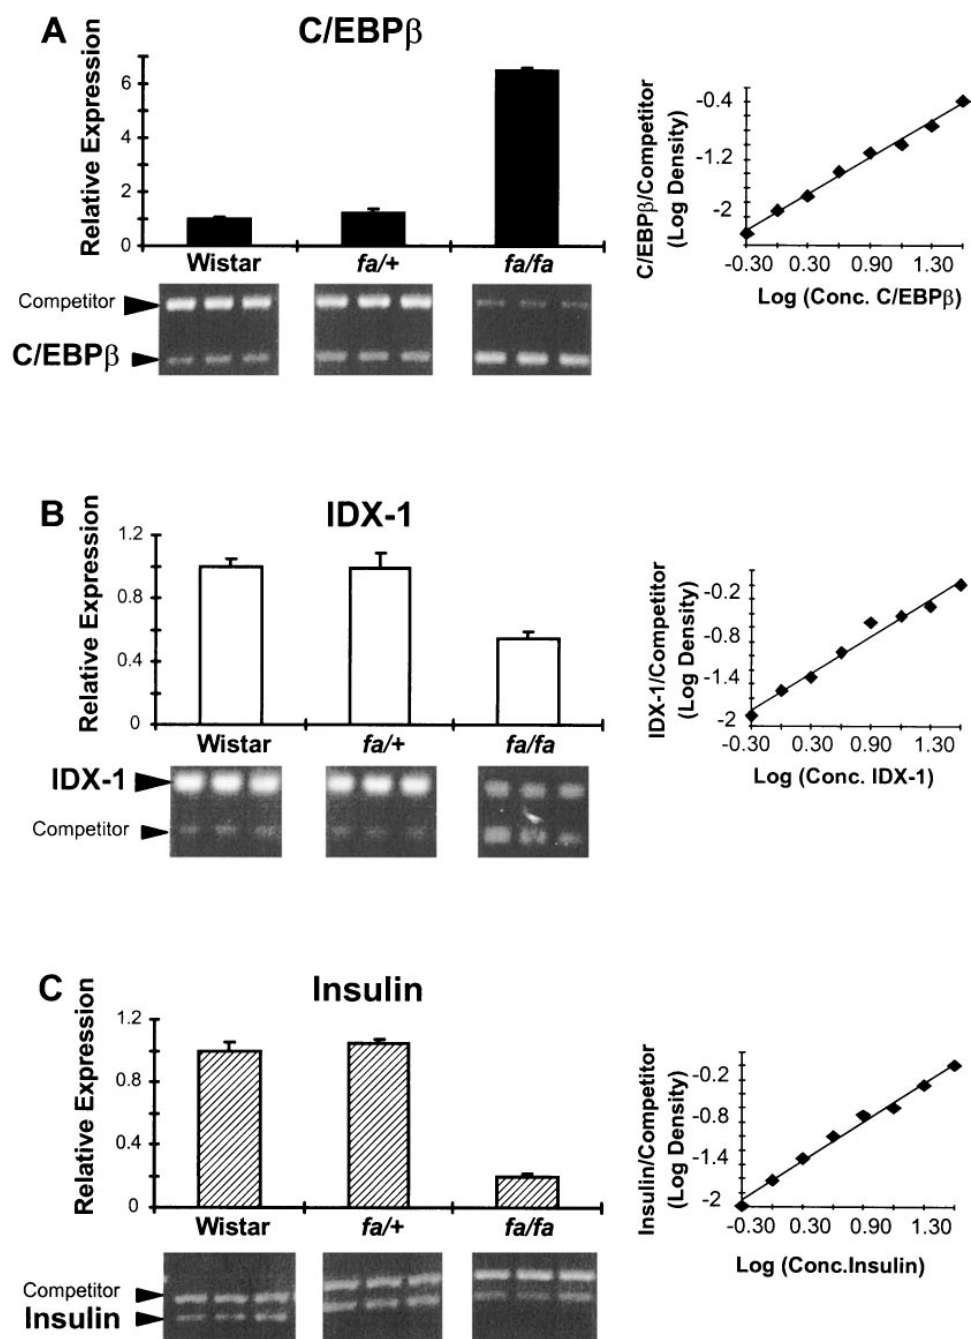 A
C/EBPβ
Relative Expression
6
4
2
0
Wistar
fa/+
fa/fa
Competitor
C/EBPβ
C/EBPβ/Competitor
(Log Density)
-0.4
-1.2
-2
-0.30 0.30 0.90 1.30
Log (Conc. C/EBPβ)
B
IDX-1
Relative Expression
1.2
0.8
0.4
0
Wistar
fa/+
fa/fa
IDX-1
Competitor
IDX-1/Competitor
(Log Density)
-0.2
-0.8
-1.4
-2
-0.30 0.30 0.90 1.30
Log (Conc. IDX-1)
C
Insulin
Relative Expression
1.2
0.8
0.4
0
Wistar
fa/+
fa/fa
Competitor
Insulin
Insulin/Competitor
(Log Density)
-0.2
-0.8
-1.4
-2
-0.30 0.30 0.90 1.30
Log (Conc.Insulin)